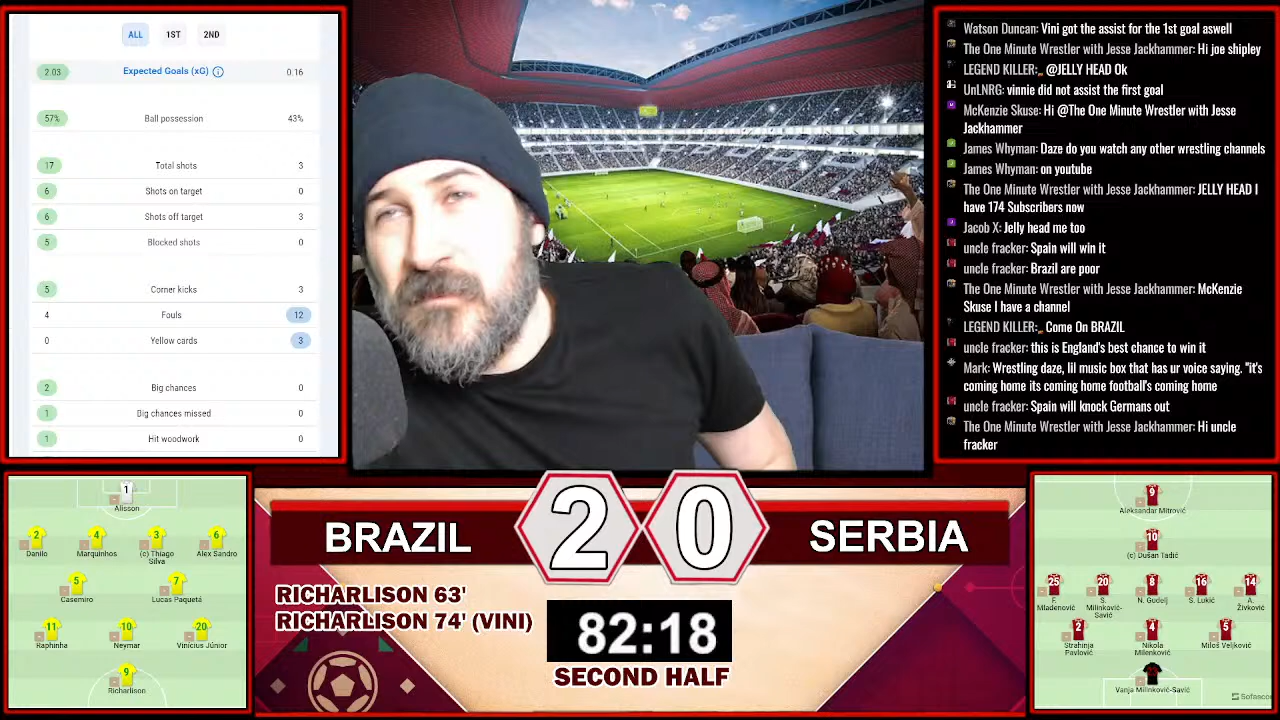 ALL 1ST 2ND
2.03 Expected Goals (xG) 0.16
57% Ball possession 43%
17 Total shots 3
6 Shots on target 0
6 Shots off target 3
5 Blocked shots 0
5 Corner kicks 3
4 Fouls 12
0 Yellow cards 3
2 Big chances 0
1 Big chances missed 0
1 Hit woodwork 0
Watson Duncan: Vini got the assist for the 1st goal aswell
The One Minute Wrestler with Jesse Jackhammer: Hi joe shipley
LEGEND KILLER:,, @JELLY HEAD Ok
UnLNRG: vinnie did not assist the first goal
McKenzie Skuse: Hi @The One Minute Wrestler with Jesse
Jackhammer
James Whyman: Daze do you watch any other wrestling channels
James Whyman: on youtube
The One Minute Wrestler with Jesse Jackhammer: JELLY HEAD I
have 174 Subscribers now
Jacob X: Jelly head me too
uncle fracker: Spain will win it
uncle fracker: Brazil are poor
The One Minute Wrestler with Jesse Jackhammer: McKenzie
Skuse I have a channel
LEGEND KILLER:,, Come On BRAZIL
uncle fracker: this is England's best chance to win it
Mark: Wrestling daze, lil music box that has ur voice saying. "it's
coming home its coming home football's coming home
uncle fracker: Spain will knock Germans out
The One Minute Wrestler with Jesse Jackhammer: Hi uncle
fracker
1
Alisson
2 4 3 6
Danilo Marquinhos (c) Thiago Silva Alex Sandro
5 7
Casemiro Lucas Paquetá
11 10 20
Raphinha Neymar Vinícius Júnior
9
Richarlison
BRAZIL 2 0 SERBIA
RICHARLISON 63'
RICHARLISON 74' (VINI)
82:18
SECOND HALF
9
Aleksandar Mitrović
10
(c) Dušan Tadić
25 20 8 16 14
F. Mladenović S. Milinković-Savić N. Gudelj S. Lukić A. Živković
2 4 5
Strahinja Pavlović Nikola Milenković Miloš Veljković
Vanja Milinković-Savić
Sofascore